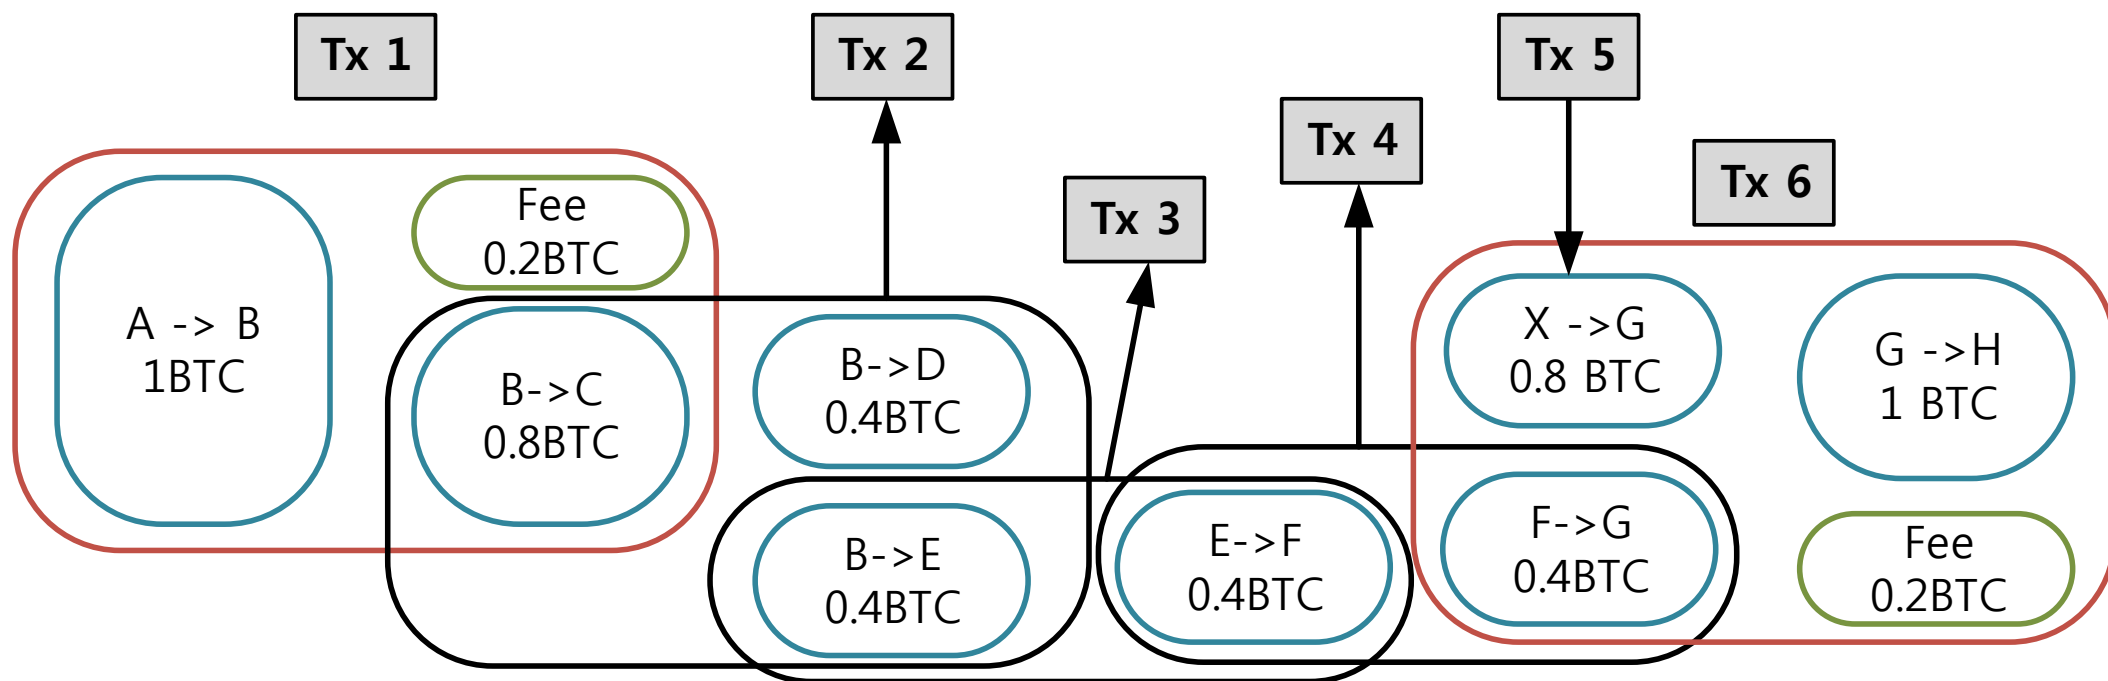 Tx 1
Tx 2
Tx 5
Tx 4
Tx 6
Tx 3
Fee
0.2BTC
A -> B
1BTC
B->C
0.8BTC
B->D
0.4BTC
B->E
0.4BTC
E->F
0.4BTC
X ->G
0.8 BTC
F->G
0.4BTC
G ->H
1 BTC
Fee
0.2BTC